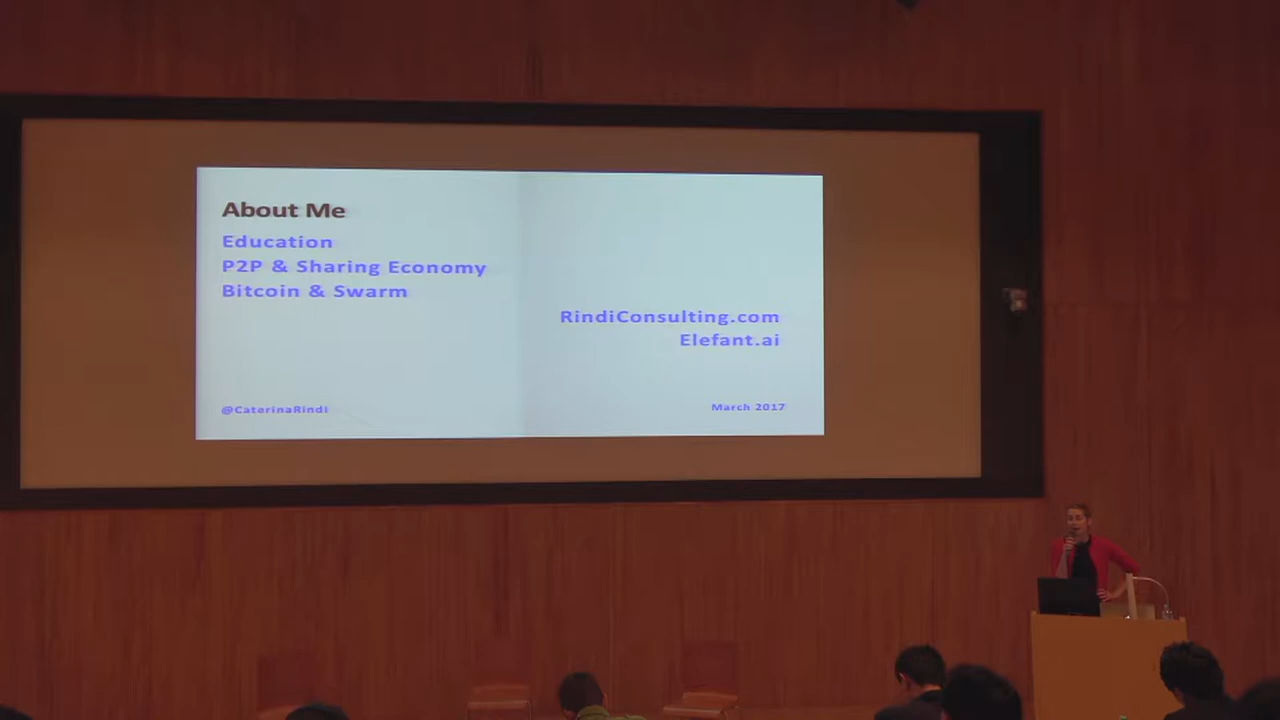 About Me
Education
P2P & Sharing Economy
Bitcoin & Swarm
RindiConsulting.com
Elefant.ai
@CaterinaRindi
March 2017